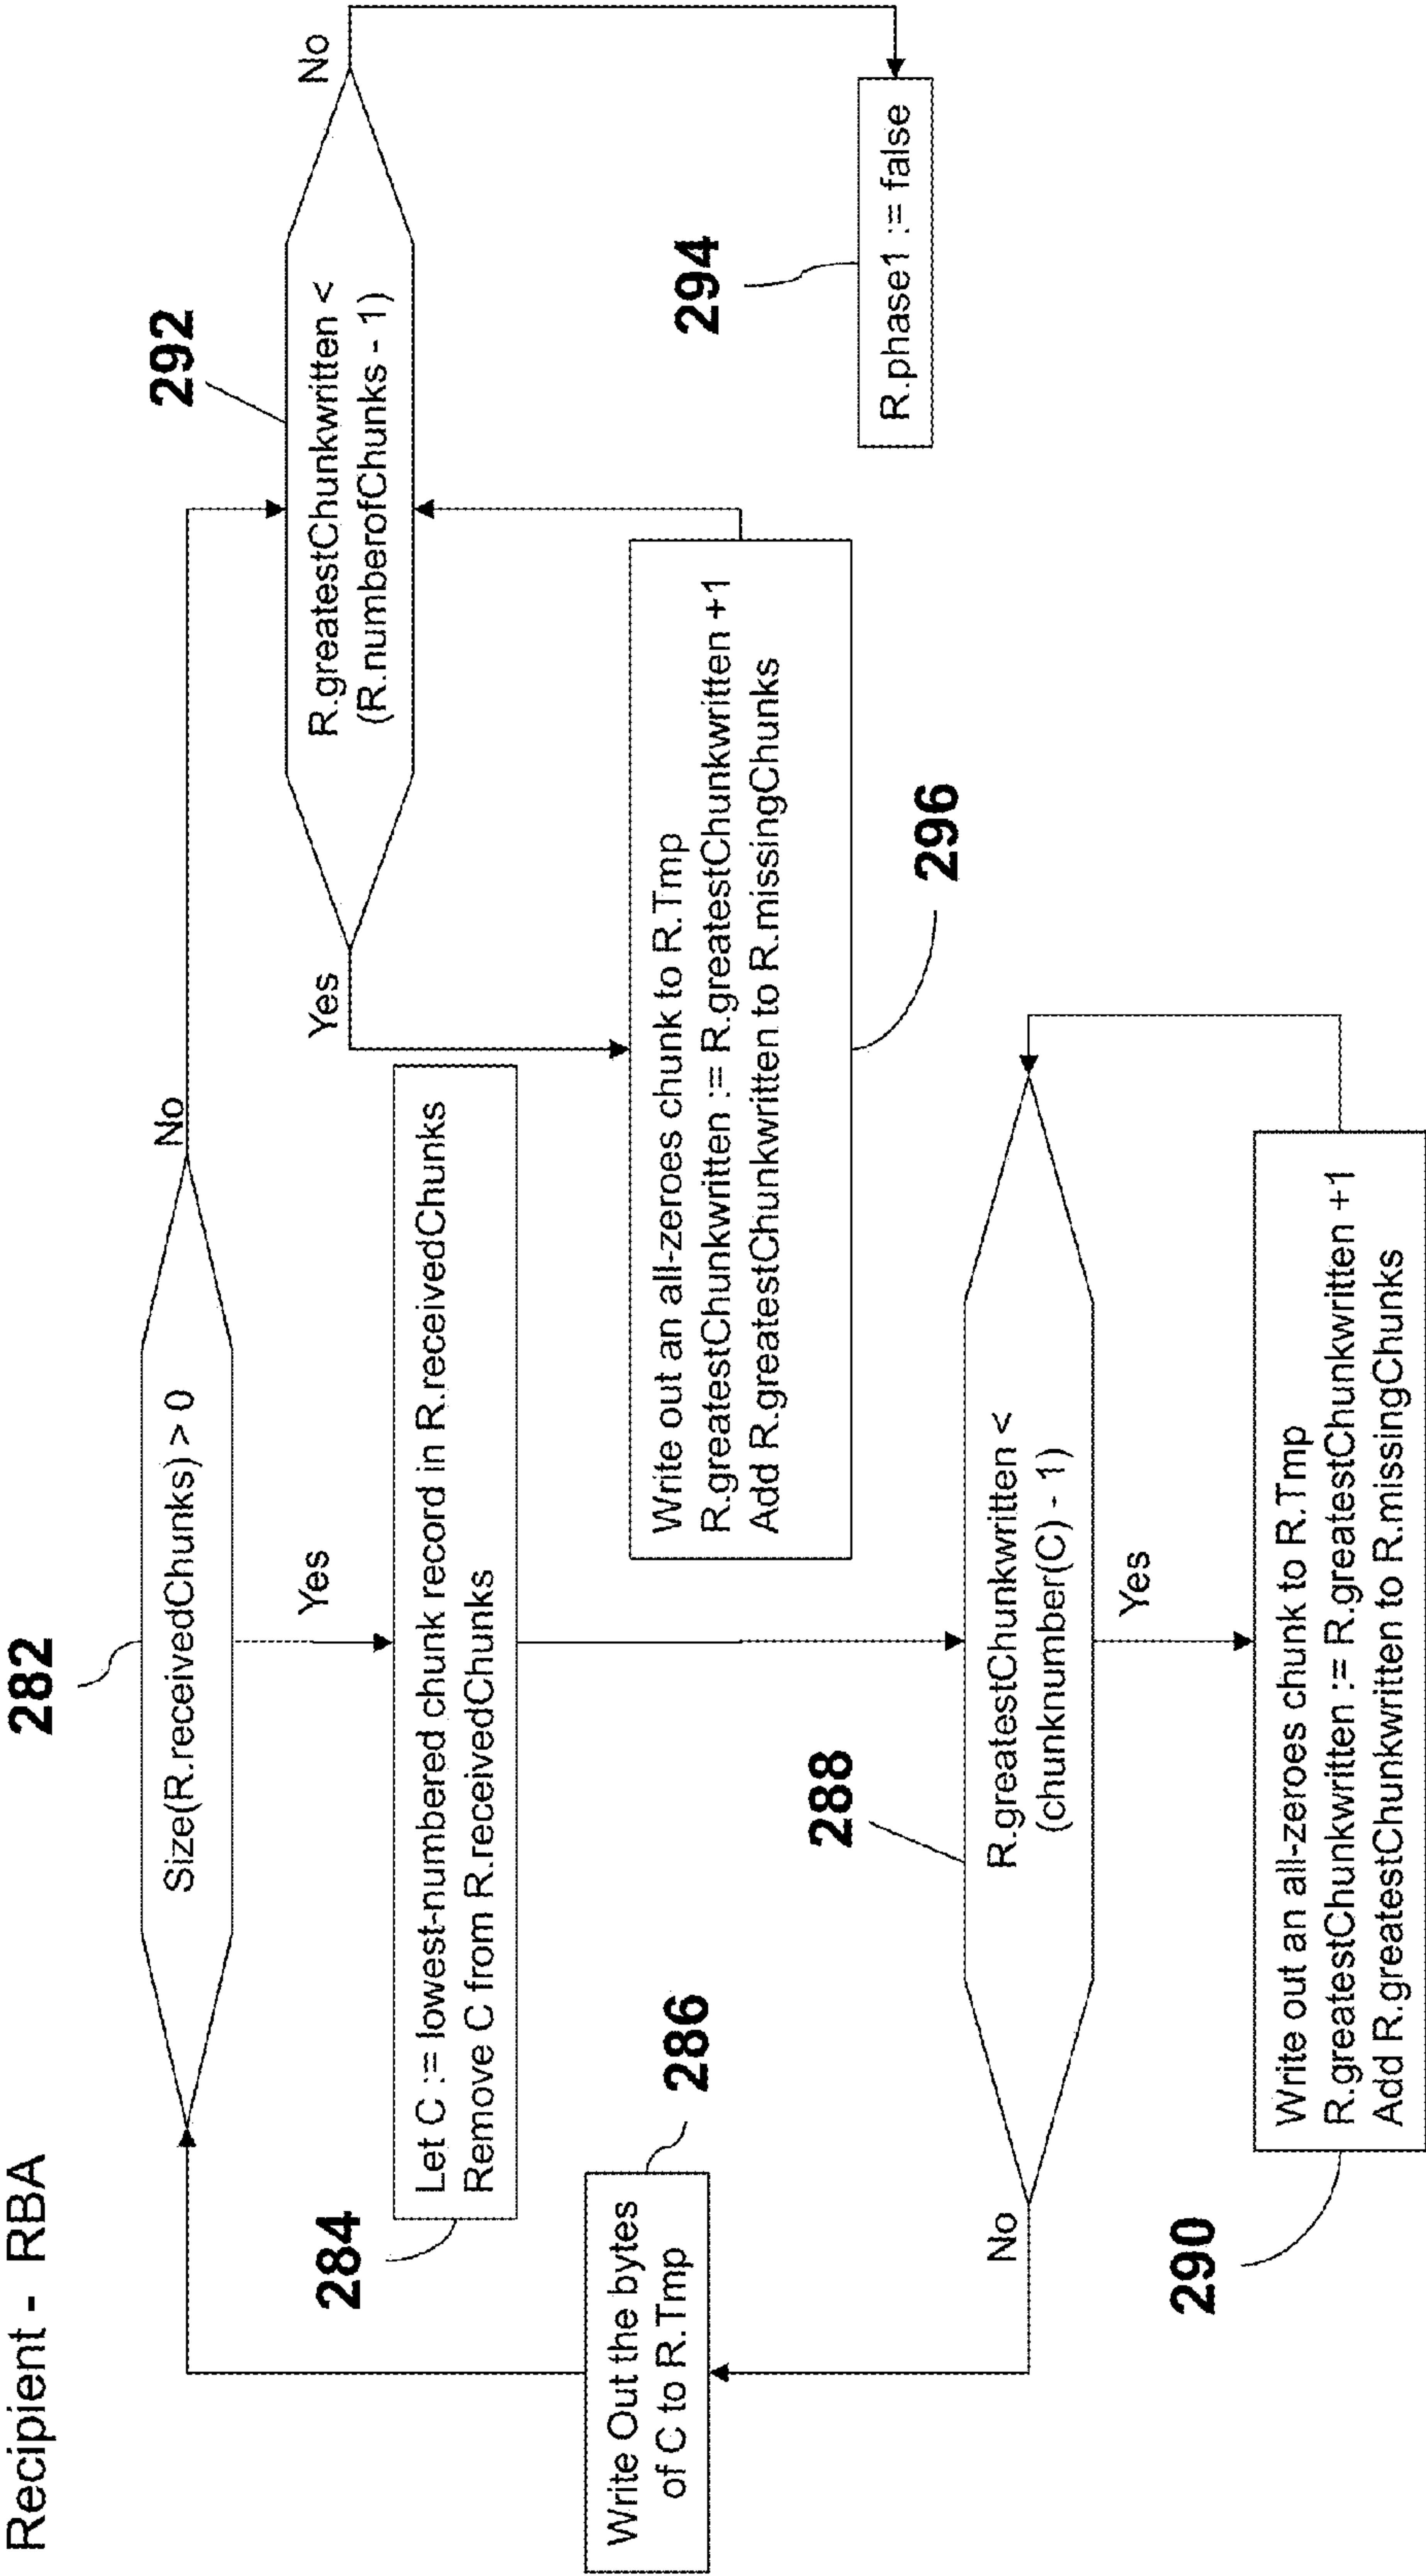 Recipient - RBA
282
Size(R.receivedChunks) > 0
No
Yes
284
Let C := lowest-numbered chunk record in R.receivedChunks
Remove C from R.receivedChunks
286
Write Out the bytes
of C to R.Tmp
288
R.greatestChunkwritten <
(chunknumber(C) - 1)
No
Yes
290
Write out an all-zeroes chunk to R.Tmp
R.greatestChunkwritten := R.greatestChunkwritten +1
Add R.greatestChunkwritten to R.missingChunks
292
R.greatestChunkwritten <
(R.numberofChunks - 1)
No
Yes
294
R.phase1 := false
Write out an all-zeroes chunk to R.Tmp
R.greatestChunkwritten := R.greatestChunkwritten +1
Add R.greatestChunkwritten to R.missingChunks
296